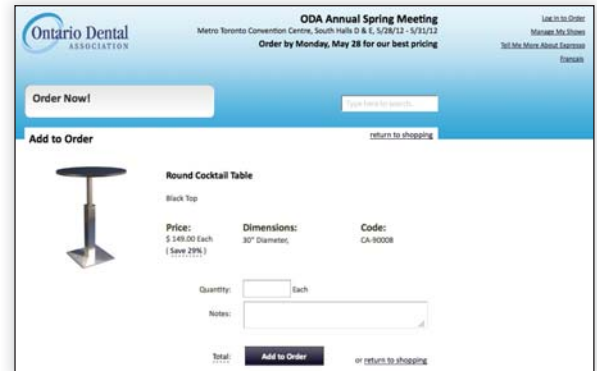 Ontario Dental
ASSOCIATION
ODA Annual Spring Meeting
Metro Toronto Convention Centre, South Halls D & E, 5/28/12 - 5/31/12
Order by Monday, May 28 for our best pricing
Log in to Order
Manage My Shows
Tell Me More About Expresso
Français
Order Now!
Type here to search...
Add to Order
return to shopping
Round Cocktail Table
Black Top
Price: Dimensions: Code:
$ 149.00 Each 30" Diameter, CA-90008
( Save 29% )
Quantity: Each
Notes:
Total: Add to Order or return to shopping